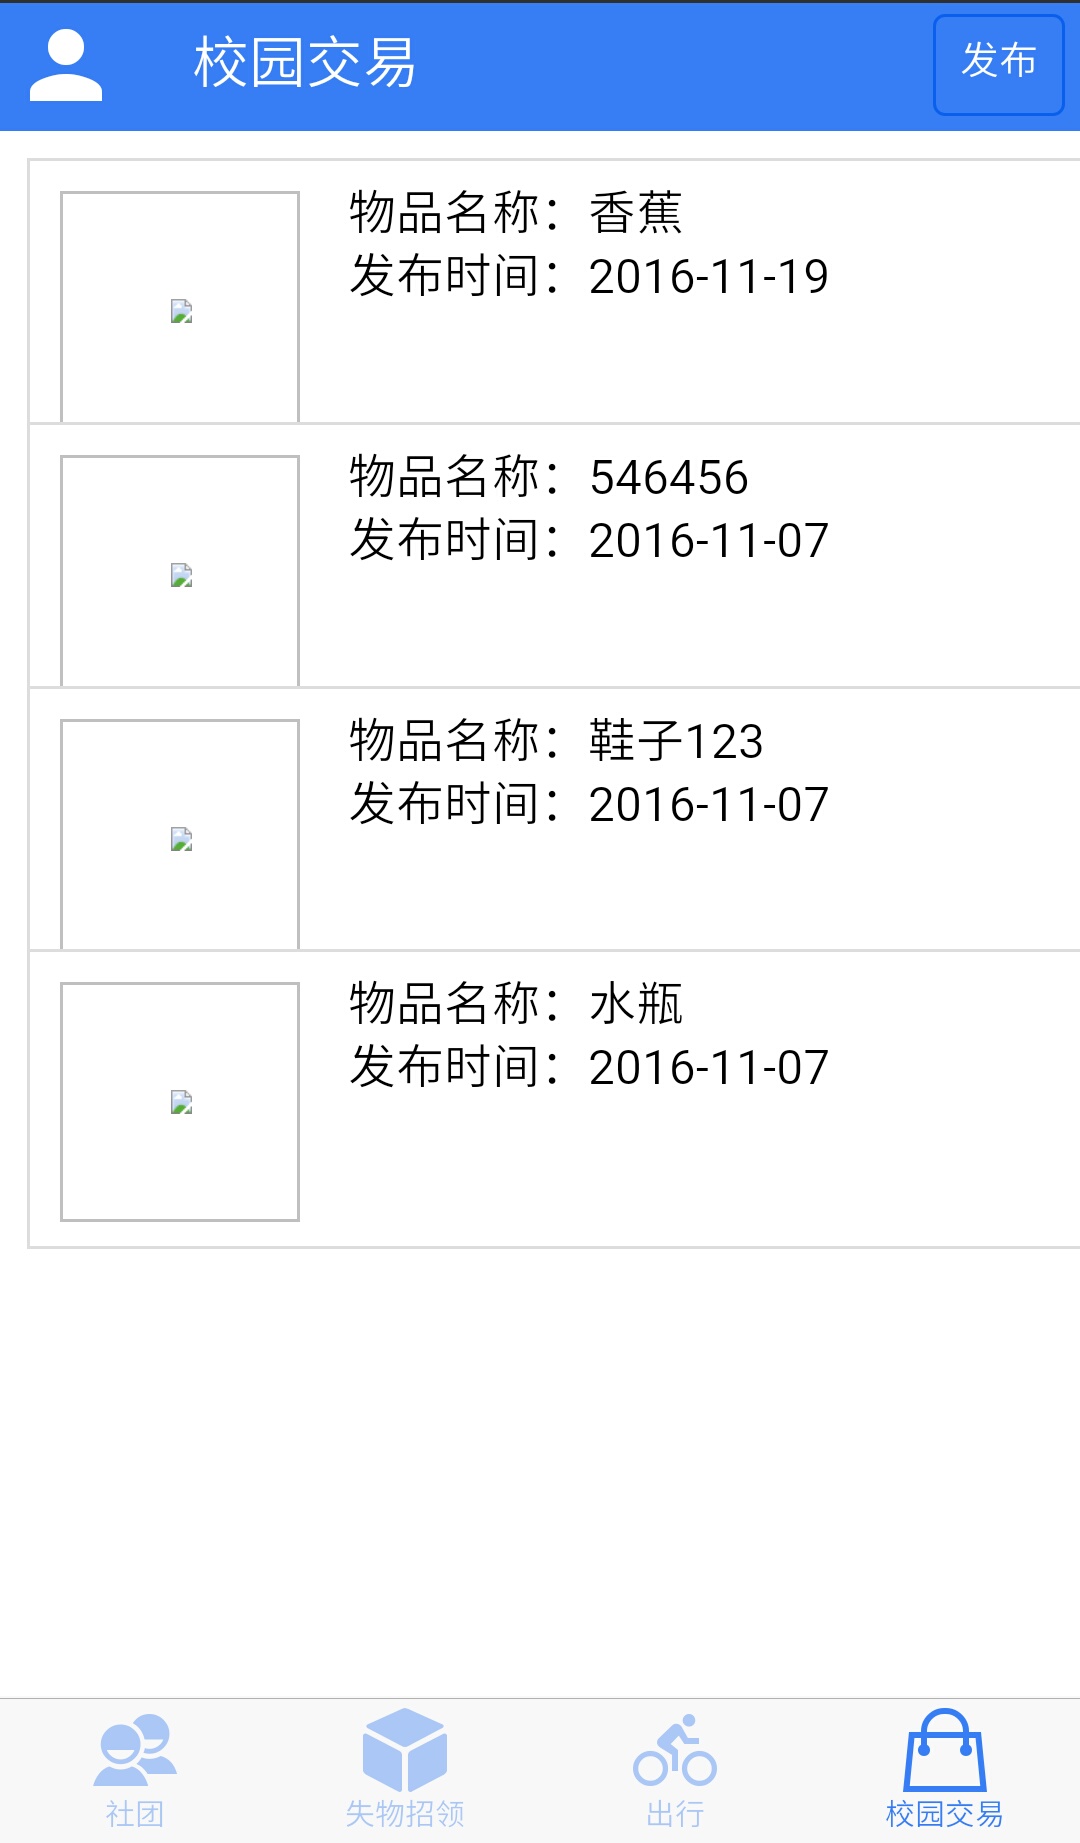 校园交易
发布
物品名称：香蕉
发布时间：2016-11-19
物品名称：546456
发布时间：2016-11-07
物品名称：鞋子123
发布时间：2016-11-07
物品名称：水瓶
发布时间：2016-11-07
社团
失物招领
出行
校园交易